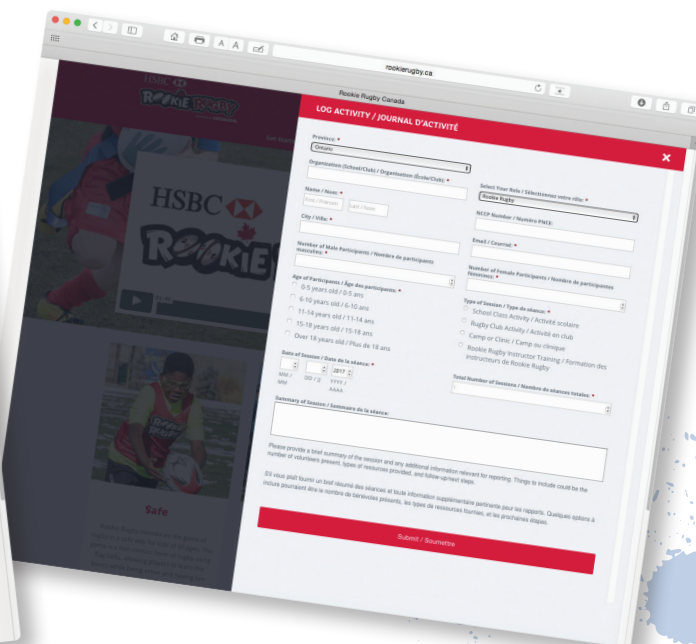 rookierugby.ca
Rookie Rugby Canada
HSBC
ROOKIE RUGBY
LOG ACTIVITY / JOURNAL D'ACTIVITÉ
Province: *
Ontario
Organisation (School/Club) / Organisation (École/Club): *
Select Your Role / Sélectionnez votre rôle: *
Rookie Rugby
Name / Nom: *
First / Prénom
Last / Nom
NCCP Number / Numéro PNCE:
City / Ville: *
Email / Courriel: *
Number of Male Participants / Nombre de participants
masculins: *
Number of Female Participants / Nombre de participantes
féminines: *
Age of Participants / Âge des participants: *
0-5 years old / 0-5 ans
6-10 years old / 6-10 ans
11-14 years old / 11-14 ans
15-18 years old / 15-18 ans
Over 18 years old / Plus de 18 ans
Type of Session / Type de séance: *
School Class Activity / Activité scolaire
Rugby Club Activity / Activité en club
Camp or Clinic / Camp ou clinique
Rookie Rugby Instructor Training / Formation des
instructeurs de Rookie Rugby
Date of Session / Date de la séance: *
2017
MM /
MM
DD / JJ
YYYY /
AAAA
Total Number of Sessions / Nombre de séances totales: *
Summary of Session / Sommaire de la séance:
Please provide a brief summary of the session and any additional information relevant for reporting. Things to include could be the
number of volunteers present, types of resources provided, and follow-up/next steps.
S'il vous plaît fournir un bref résumé des séances et toute information supplémentaire pertinente pour les rapports. Quelques options à
inclure pourraient être le nombre de bénévoles présents, les types de ressources fournies, et les prochaines étapes.
Submit / Soumettre
HSBC
ROOKIE
Safe